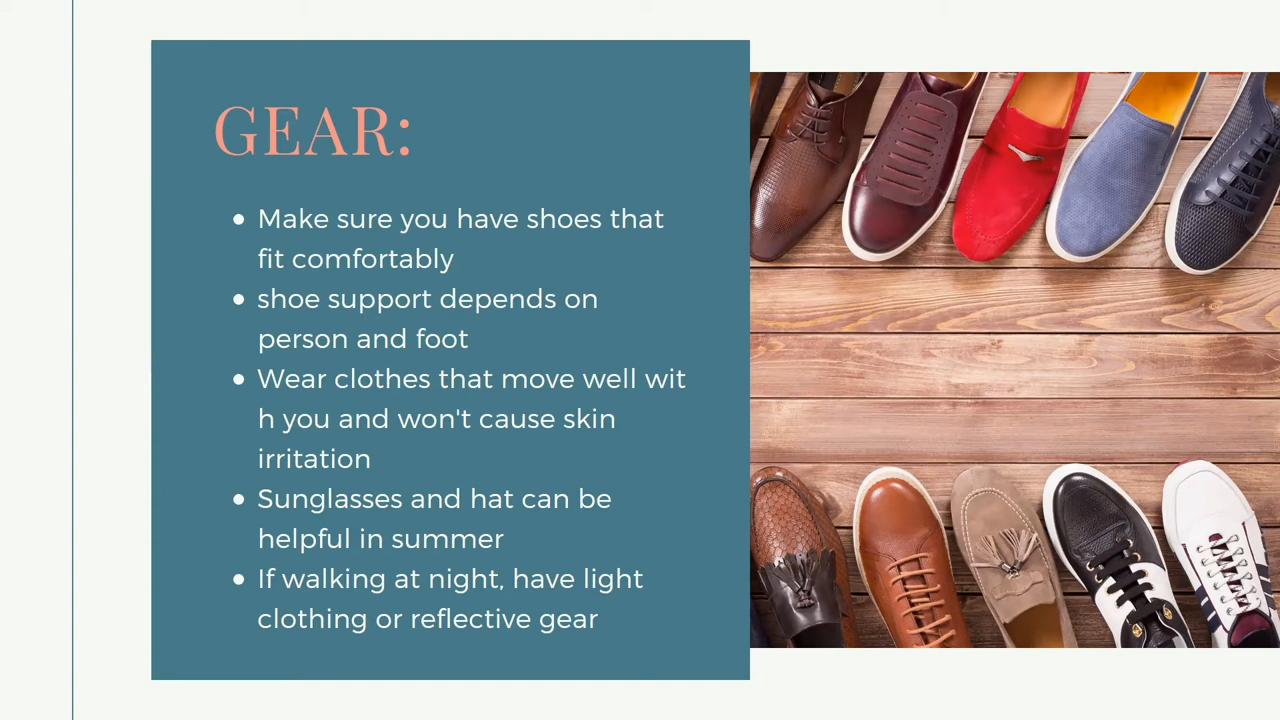 GEAR:
Make sure you have shoes that
fit comfortably
shoe support depends on
person and foot
Wear clothes that move well wit
h you and won't cause skin
irritation
Sunglasses and hat can be
helpful in summer
If walking at night, have light
clothing or reflective gear